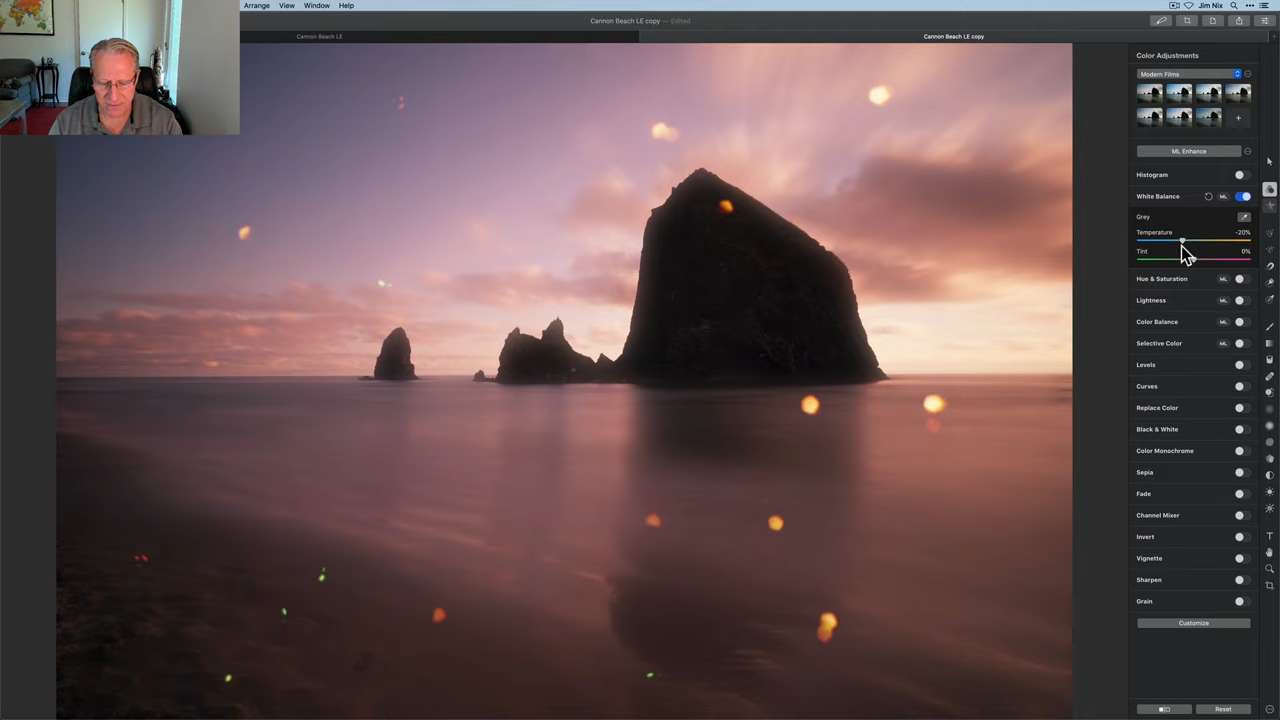 Arrange View Window Help
Jim Nix
Cannon Beach LE copy — Edited
Cannon Beach LE
Cannon Beach LE copy
Color Adjustments
Modern Films
ML Enhance
Histogram
White Balance ML
Grey
Temperature -20%
Tint 0%
Hue & Saturation ML
Lightness ML
Color Balance ML
Selective Color ML
Levels
Curves
Replace Color
Black & White
Color Monochrome
Sepia
Fade
Channel Mixer
Invert
Vignette
Sharpen
Grain
Customize
Reset